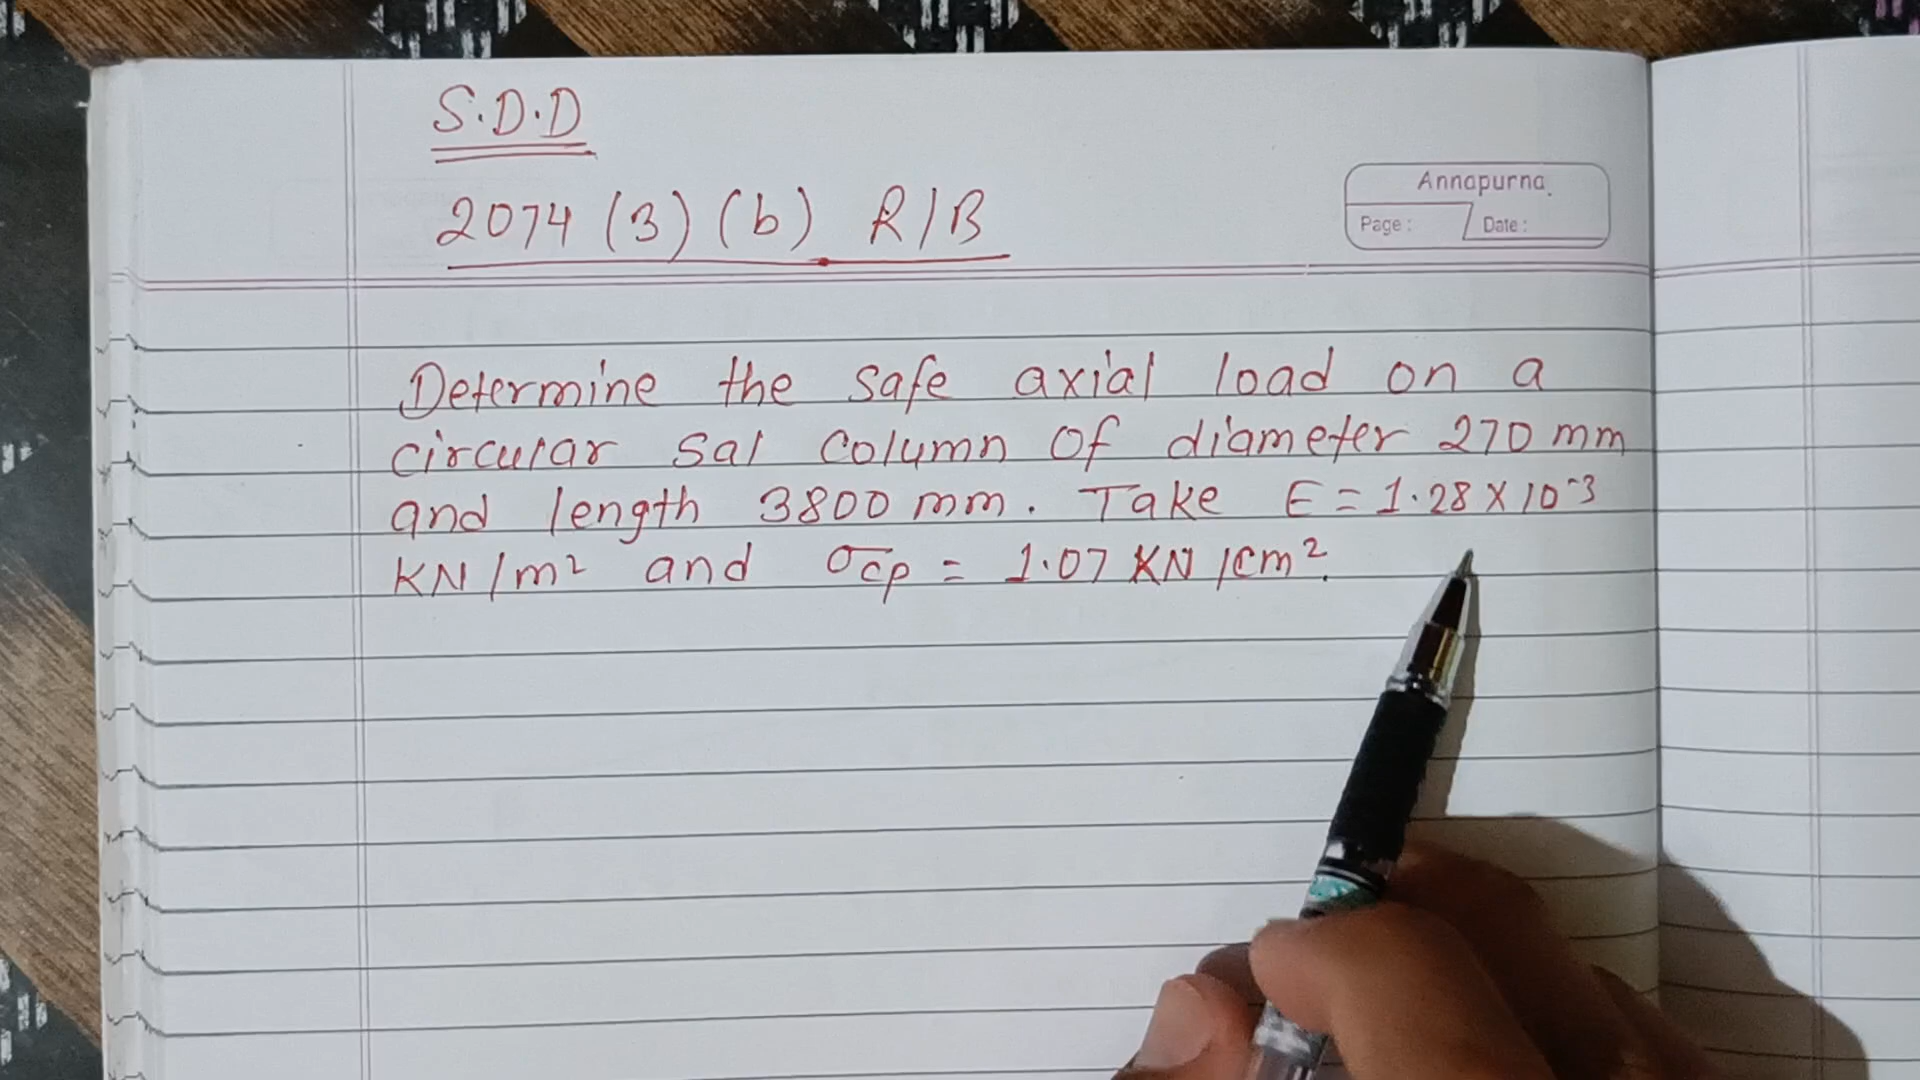 S.D.D
2074 (3) (b) R/B
Annapurna
Page : Date :
Determine the safe axial load on a
circular sal column of diameter 270 mm
and length 3800 mm. Take E = 1.28 × 10⁻³
KN/m² and σcp = 1.07 KN/cm².